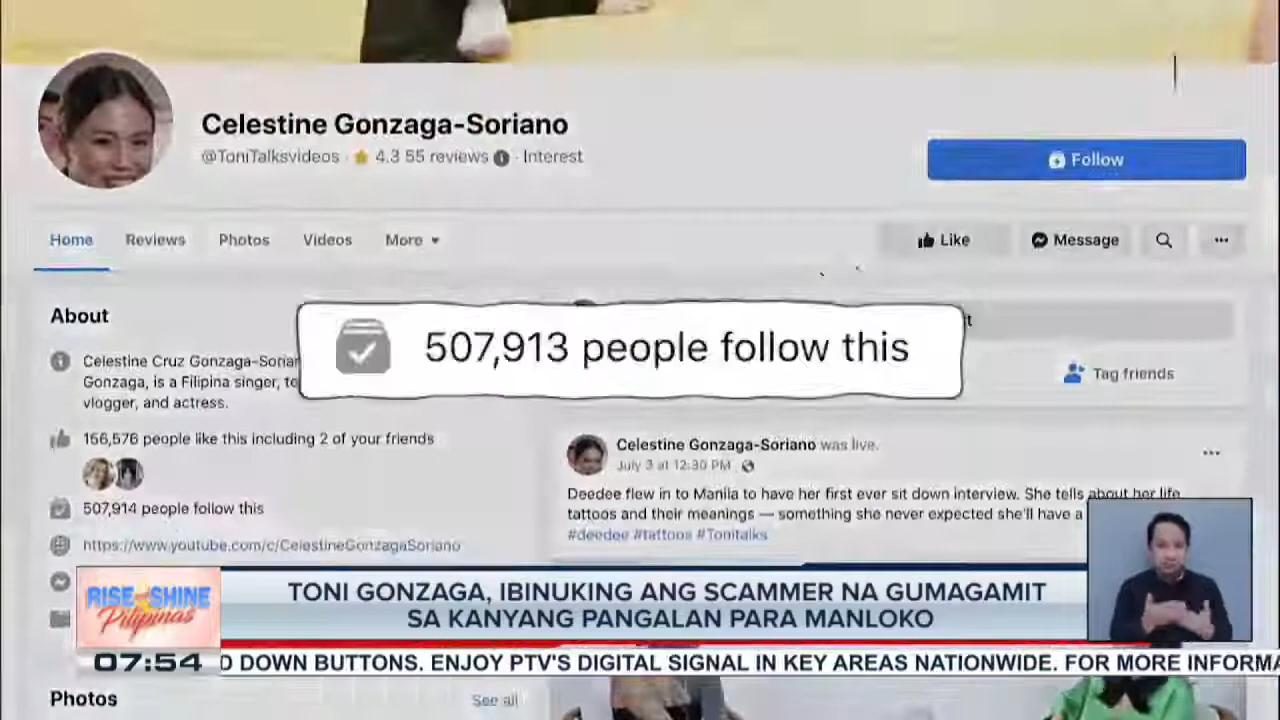 Celestine Gonzaga-Soriano
@ToniTalksvideos · 4.3 55 reviews · Interest
Follow
Home Reviews Photos Videos More
Like Message ...
About
507,913 people follow this
Celestine Cruz Gonzaga-Sorian
Gonzaga, is a Filipina singer,
vlogger, and actress.
Tag friends
156,576 people like this including 2 of your friends
507,914 people follow this
https://www.youtube.com/c/CelestineGonzagaSoriano
Celestine Gonzaga-Soriano was live.
July 3 at 12:30 PM
...
Deedee flew in to Manila to have her first ever sit down interview. She tells about her life,
tattoos and their meanings — something she never expected she'll have a
#deedee #tattoos #Tonitalks
RISE SHINE
Pilipinas
TONI GONZAGA, IBINUKING ANG SCAMMER NA GUMAGAMIT
SA KANYANG PANGALAN PARA MANLOKO
07:54
D DOWN BUTTONS. ENJOY PTV'S DIGITAL SIGNAL IN KEY AREAS NATIONWIDE. FOR MORE INFORMA
Photos
See all